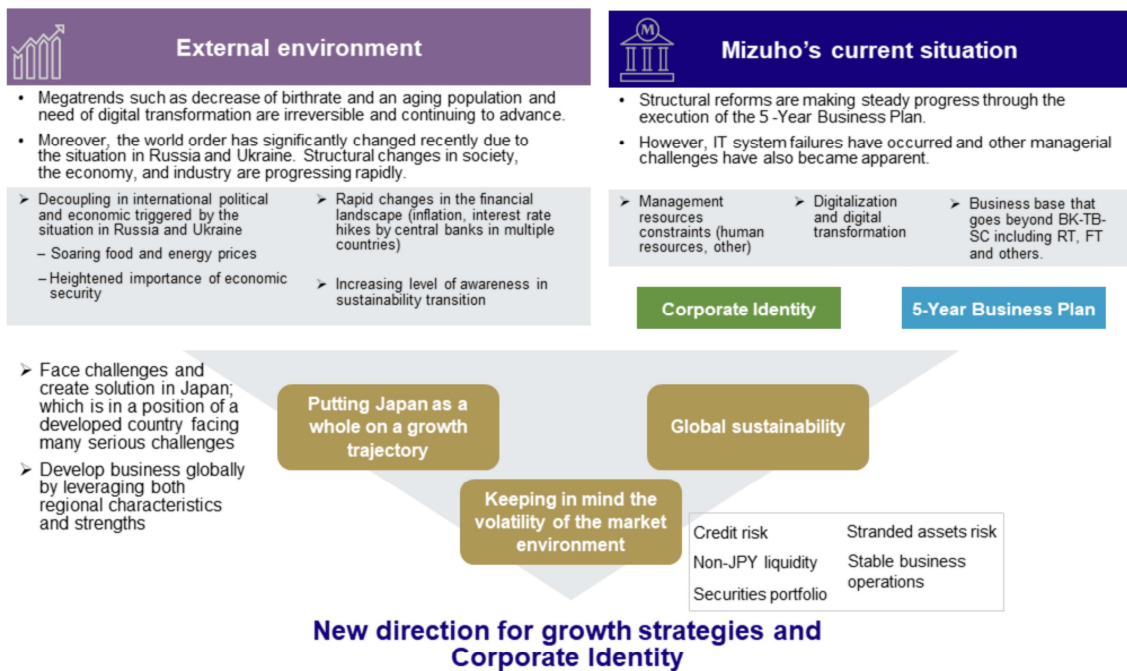 External environment
• Megatrends such as decrease of birthrate and an aging population and
need of digital transformation are irreversible and continuing to advance.
• Moreover, the world order has significantly changed recently due to
the situation in Russia and Ukraine. Structural changes in society,
the economy, and industry are progressing rapidly.
➢ Decoupling in international political
and economic triggered by the
situation in Russia and Ukraine
– Soaring food and energy prices
– Heightened importance of economic
security
➢ Rapid changes in the financial
landscape (inflation, interest rate
hikes by central banks in multiple
countries)
➢ Increasing level of awareness in
sustainability transition
M
Mizuho's current situation
• Structural reforms are making steady progress through the
execution of the 5 -Year Business Plan.
• However, IT system failures have occurred and other managerial
challenges have also became apparent.
➢ Management
resources
constraints (human
resources, other)
➢ Digitalization
and digital
transformation
➢ Business base that
goes beyond BK-TB-
SC including RT, FT
and others.
Corporate Identity
5-Year Business Plan
➢ Face challenges and
create solution in Japan;
which is in a position of a
developed country facing
many serious challenges
➢ Develop business globally
by leveraging both
regional characteristics
and strengths
Putting Japan as a
whole on a growth
trajectory
Global sustainability
Keeping in mind the
volatility of the market
environment
Credit risk
Non-JPY liquidity
Securities portfolio
Stranded assets risk
Stable business
operations
New direction for growth strategies and
Corporate Identity